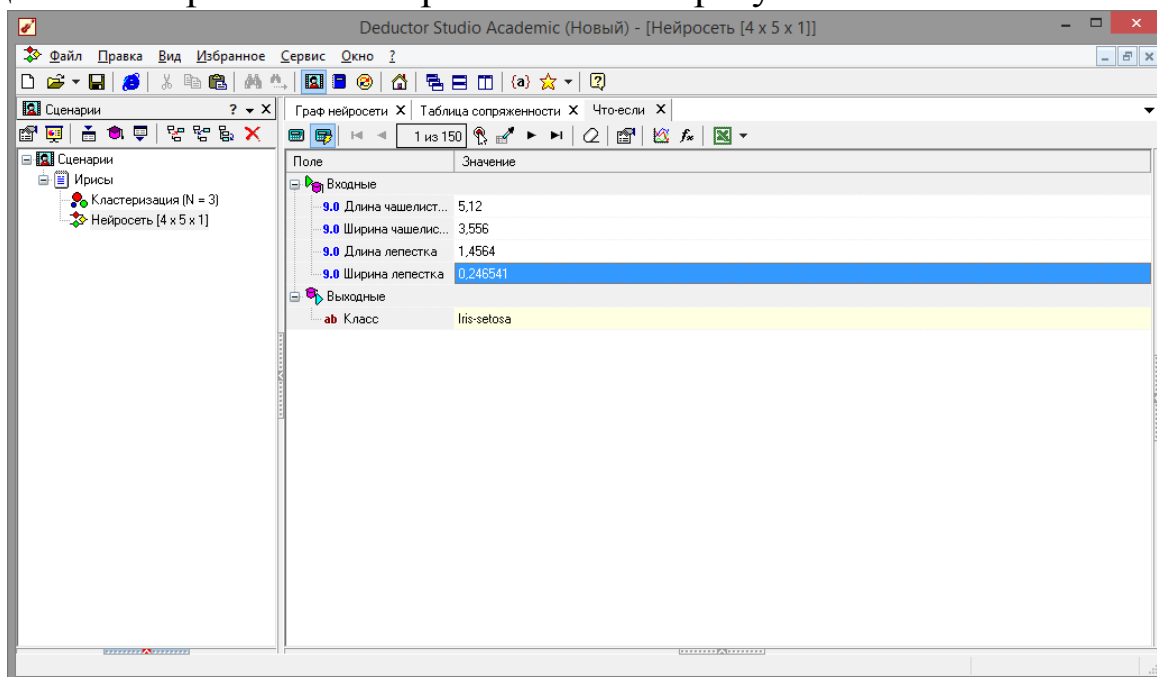 Deductor Studio Academic (Новый) - [Нейросеть [4 x 5 x 1]]
Файл Правка Вид Избранное Сервис Окно ?
{a} ?
Сценарии ? X
Граф нейросети X Таблица сопряженности X Что-если X
1 из 150
Сценарии
Ирисы
Кластеризация (N = 3)
Нейросеть [4 x 5 x 1]
Поле Значение
Входные
9.0 Длина чашелист... 5,12
9.0 Ширина чашелис... 3,556
9.0 Длина лепестка 1,4564
9.0 Ширина лепестка 0,246541
Выходные
ab Класс Iris-setosa